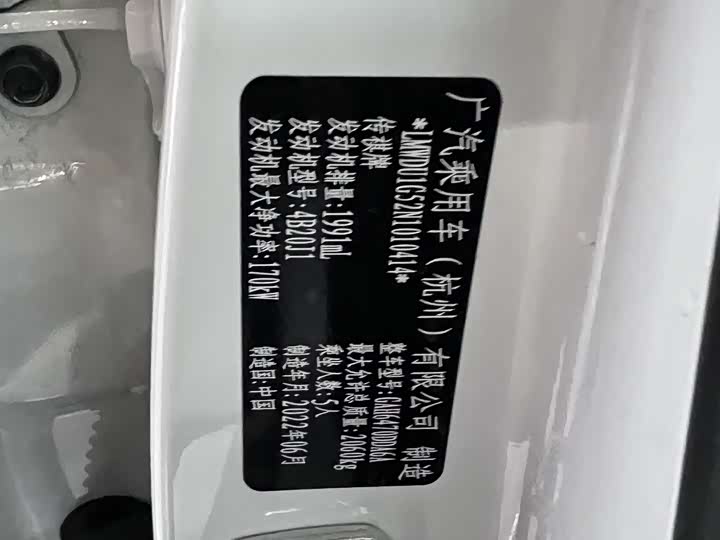 广汽乘用车（杭州）有限公司 制造
*LMWDU1G52N1010414*
整车型号:GAH6470DDA6A
传祺牌
最大允许总质量:2060kg
发动机排量:1991mL
乘坐人数:5人
发动机型号:4B20J1
制造年月:2022年06月
发动机最大净功率:170kW
制造国:中国